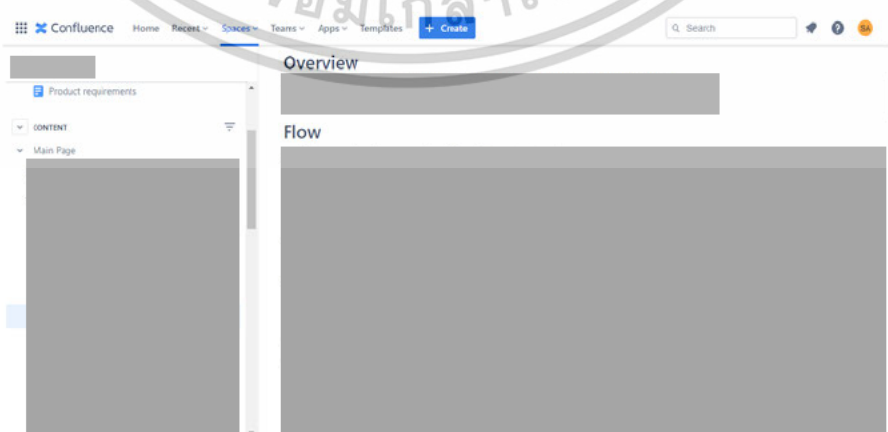 Confluence Home Recent Spaces Teams Apps Templates + Create Search ? SA
Overview
Product requirements
CONTENT
Flow
Main Page